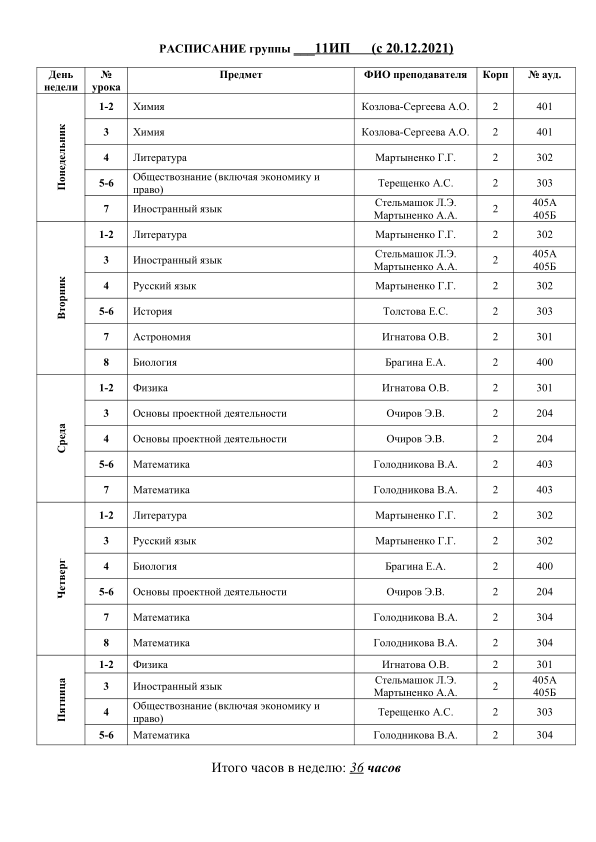 РАСПИСАНИЕ группы ___11ИП___(с 20.12.2021)
День недели № урока Предмет ФИО преподавателя Корп № ауд.
Понедельник
1-2 Химия Козлова-Сергеева А.О. 2 401
3 Химия Козлова-Сергеева А.О. 2 401
4 Литература Мартыненко Г.Г. 2 302
5-6 Обществознание (включая экономику и право) Терещенко А.С. 2 303
7 Иностранный язык Стельмашок Л.Э. Мартыненко А.А. 2 405А 405Б
Вторник
1-2 Литература Мартыненко Г.Г. 2 302
3 Иностранный язык Стельмашок Л.Э. Мартыненко А.А. 2 405А 405Б
4 Русский язык Мартыненко Г.Г. 2 302
5-6 История Толстова Е.С. 2 303
7 Астрономия Игнатова О.В. 2 301
8 Биология Брагина Е.А. 2 400
Среда
1-2 Физика Игнатова О.В. 2 301
3 Основы проектной деятельности Очиров Э.В. 2 204
4 Основы проектной деятельности Очиров Э.В. 2 204
5-6 Математика Голодникова В.А. 2 403
7 Математика Голодникова В.А. 2 403
Четверг
1-2 Литература Мартыненко Г.Г. 2 302
3 Русский язык Мартыненко Г.Г. 2 302
4 Биология Брагина Е.А. 2 400
5-6 Основы проектной деятельности Очиров Э.В. 2 204
7 Математика Голодникова В.А. 2 304
8 Математика Голодникова В.А. 2 304
Пятница
1-2 Физика Игнатова О.В. 2 301
3 Иностранный язык Стельмашок Л.Э. Мартыненко А.А. 2 405А 405Б
4 Обществознание (включая экономику и право) Терещенко А.С. 2 303
5-6 Математика Голодникова В.А. 2 304
Итого часов в неделю: 36 часов